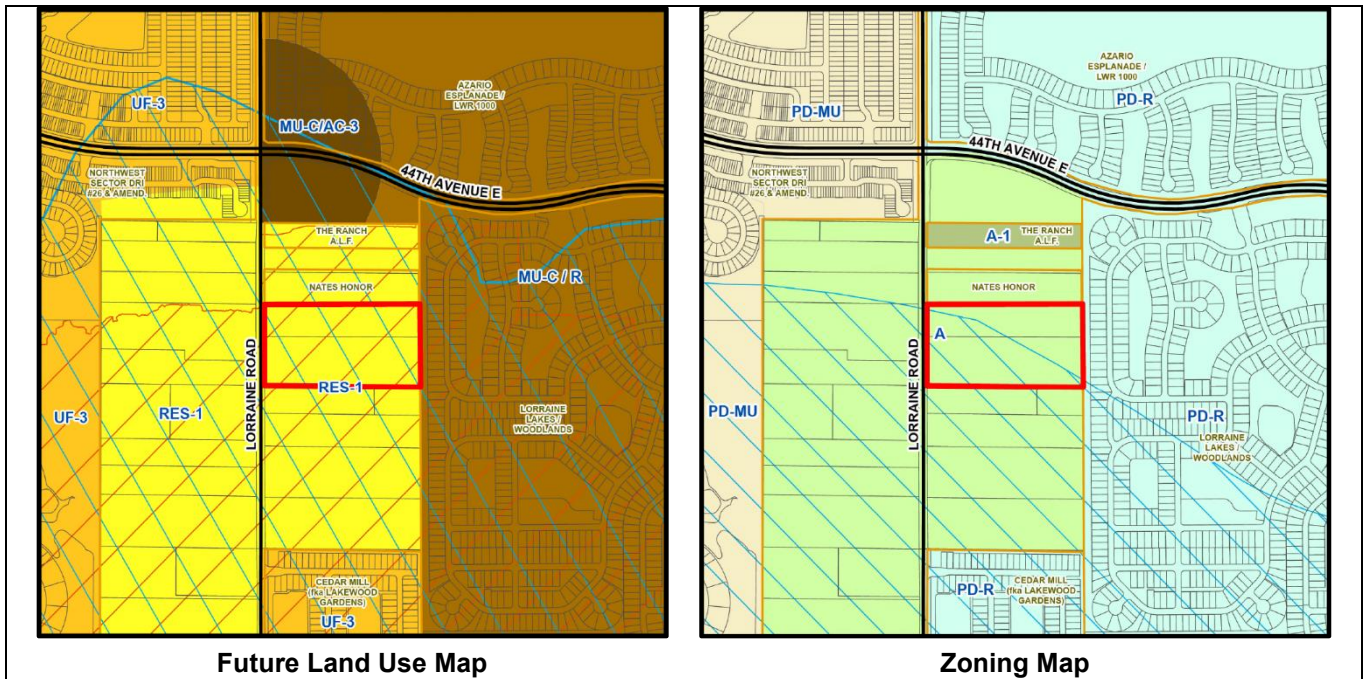 UF-3
MU-C/AC-3
AZARIO
ESPLANADE /
LWR 1000
44TH AVENUE E
NORTHWEST
SECTOR DRI
#26 & AMEND.
THE RANCH
A.L.F.
MU-C / R
NATES HONOR
RES-1
UF-3
RES-1
LORRAINE ROAD
LORRAINE
LAKES /
WOODLANDS
CEDAR MILL
(fka LAKEWOOD
GARDENS)
UF-3
Future Land Use Map
AZARIO
ESPLANADE /
LWR 1000
PD-R
PD-MU
44TH AVENUE E
NORTHWEST
SECTOR DRI
#26 & AMEND.
A-1
THE RANCH
A.L.F.
NATES HONOR
A
LORRAINE ROAD
PD-MU
PD-R
LORRAINE
LAKES /
WOODLANDS
PD-R
CEDAR MILL
(fka LAKEWOOD
GARDENS)
Zoning Map